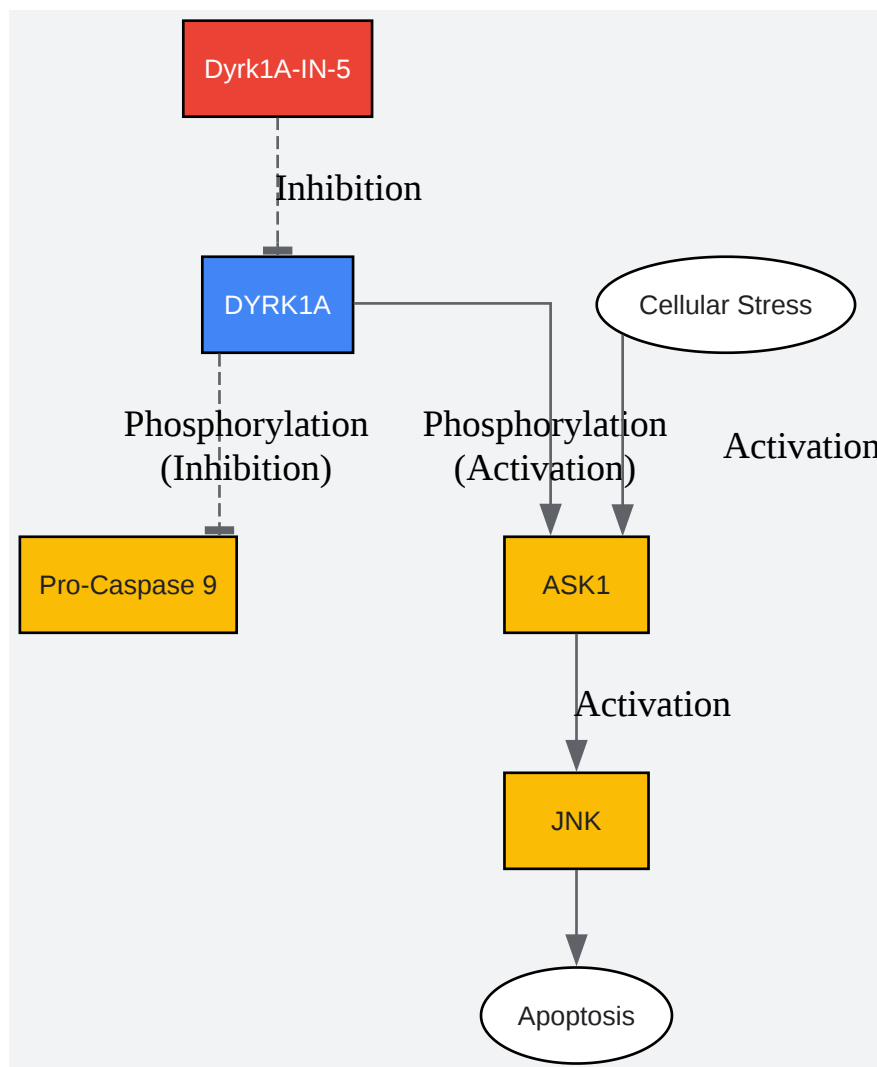 Dyrk1A-IN-5
Inhibition
DYRK1A
Cellular Stress
Phosphorylation
(Inhibition)
Phosphorylation
(Activation)
Activation
Pro-Caspase 9
ASK1
Activation
JNK
Apoptosis